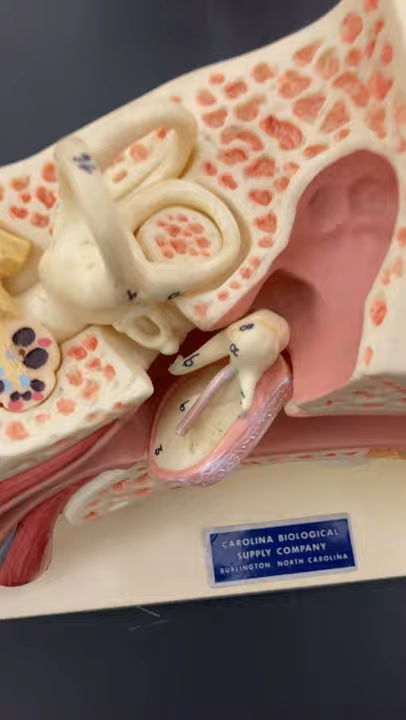 CAROLINA BIOLOGICAL
SUPPLY COMPANY
BURLINGTON, NORTH CAROLINA